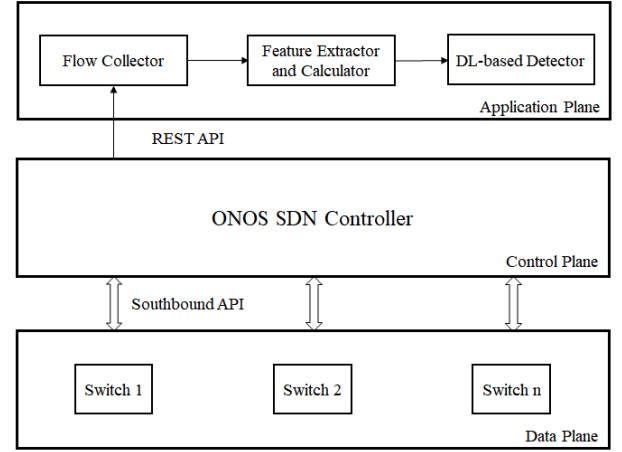 Flow Collector
Feature Extractor
and Calculator
DL-based Detector
Application Plane
REST API
ONOS SDN Controller
Control Plane
Southbound API
Switch 1
Switch 2
Switch n
Data Plane